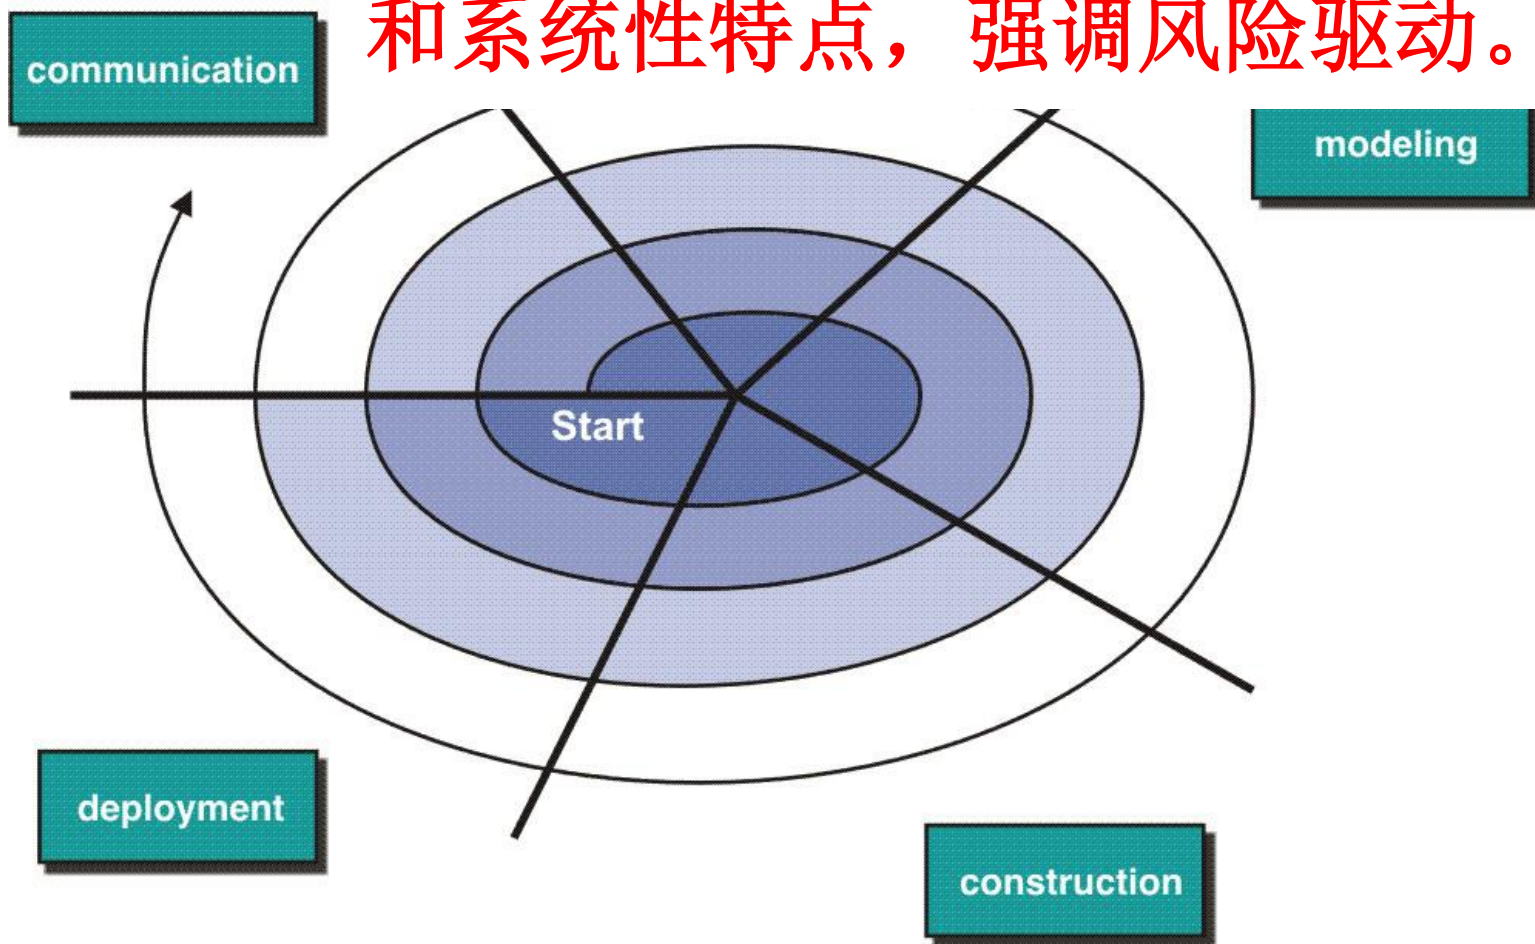 和系统性特点，强调风险驱动。
communication
modeling
Start
deployment
construction